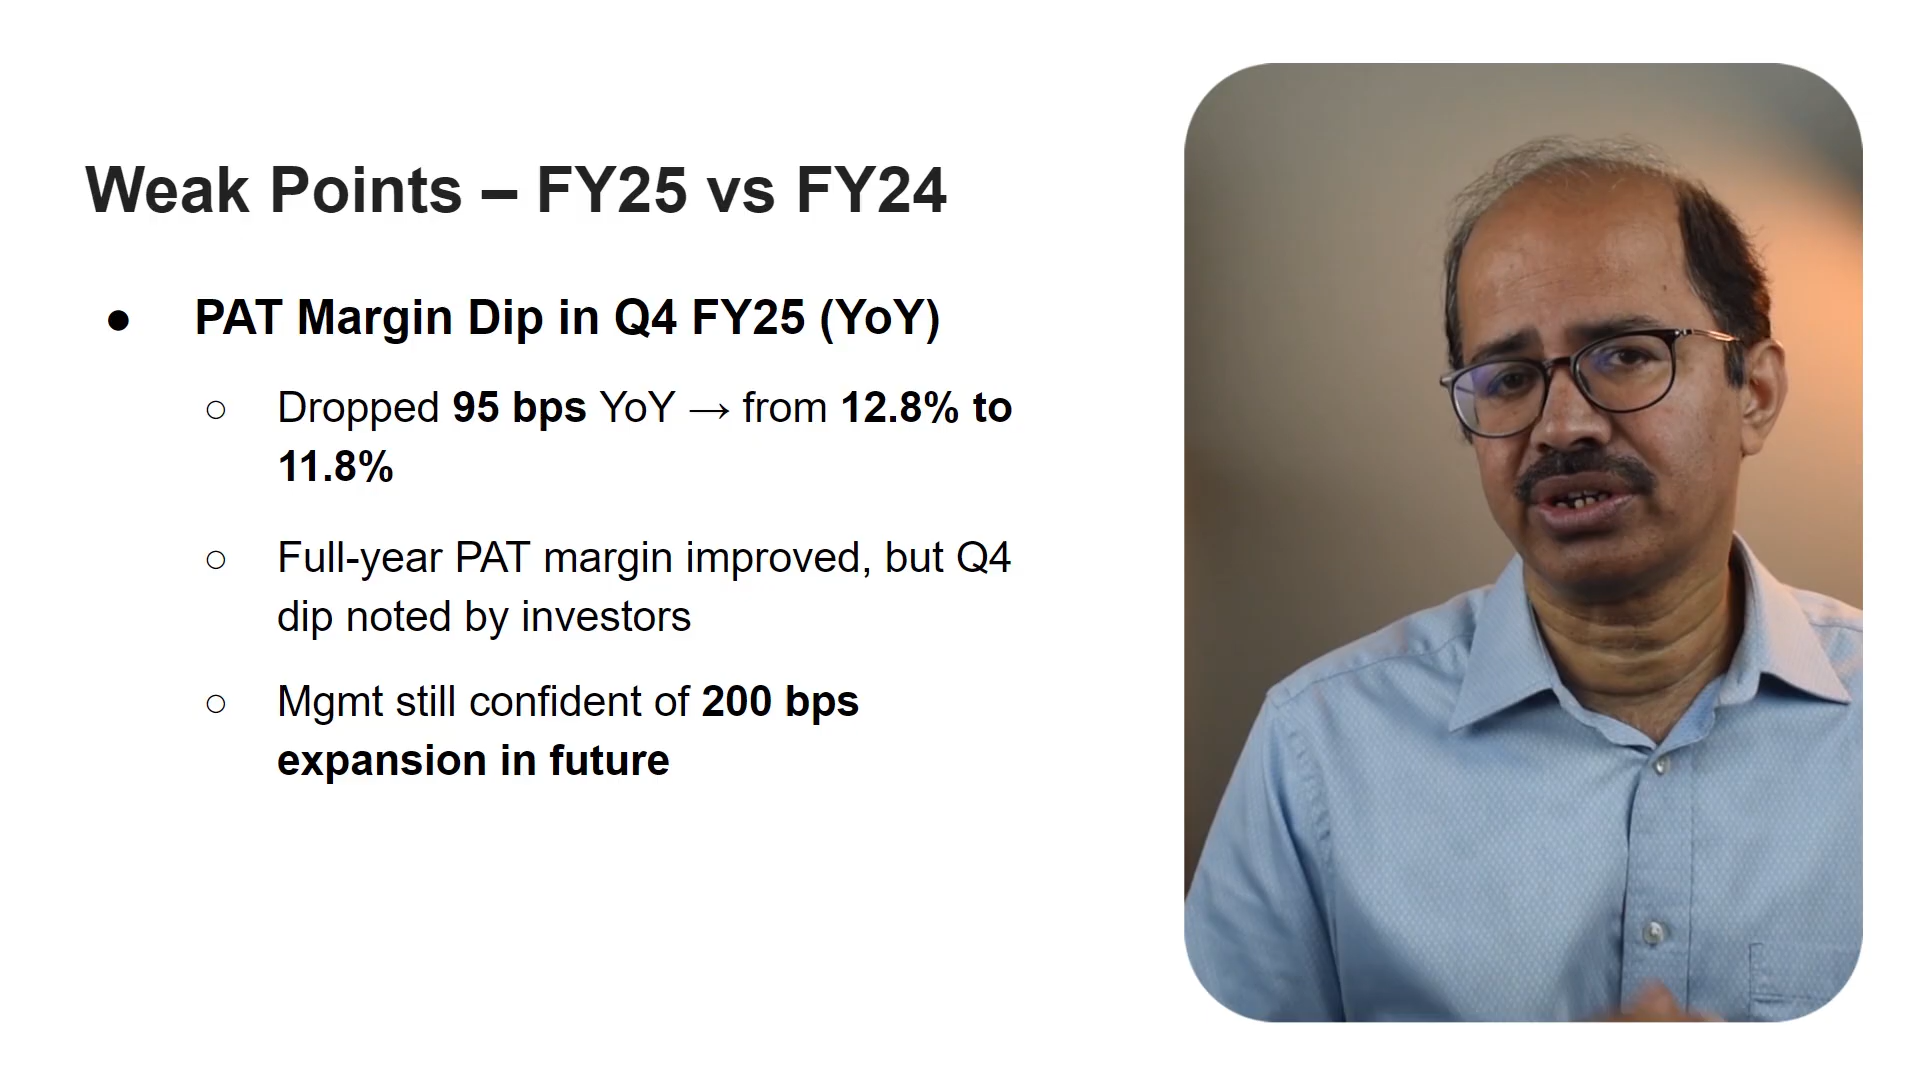 Weak Points – FY25 vs FY24
● PAT Margin Dip in Q4 FY25 (YoY)
○ Dropped 95 bps YoY → from 12.8% to
11.8%
○ Full-year PAT margin improved, but Q4
dip noted by investors
○ Mgmt still confident of 200 bps
expansion in future